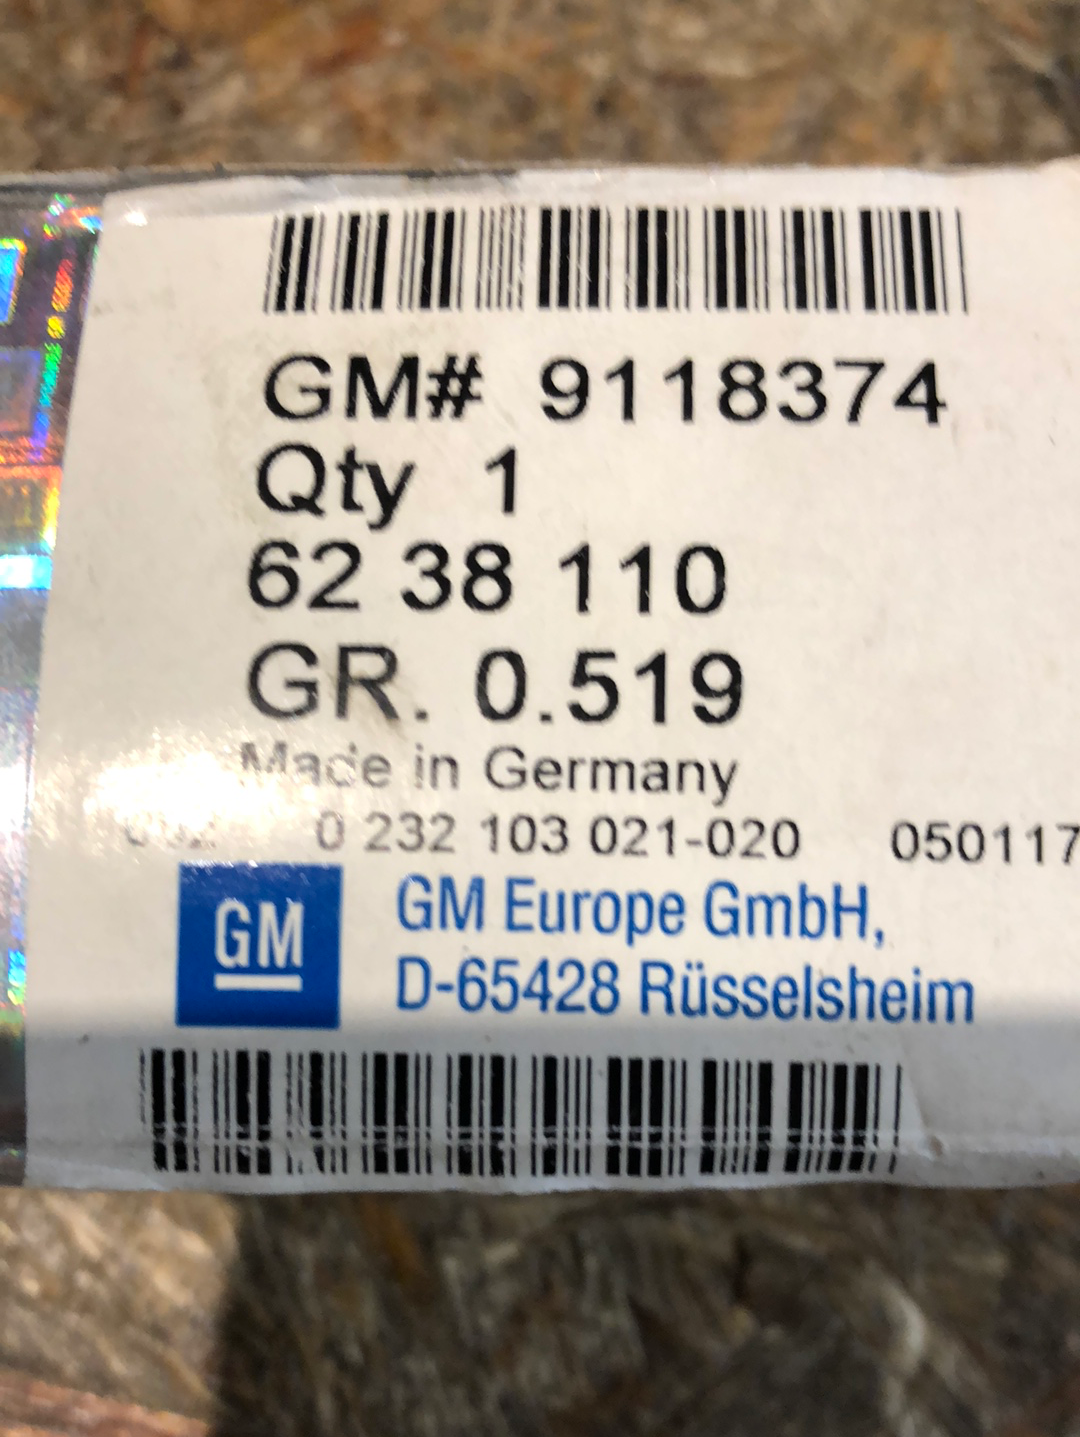 GM# 9118374
Qty 1
62 38 110
GR. 0.519
Made in Germany
0 232 103 021-020 050117
GM
GM Europe GmbH,
D-65428 Rüsselsheim